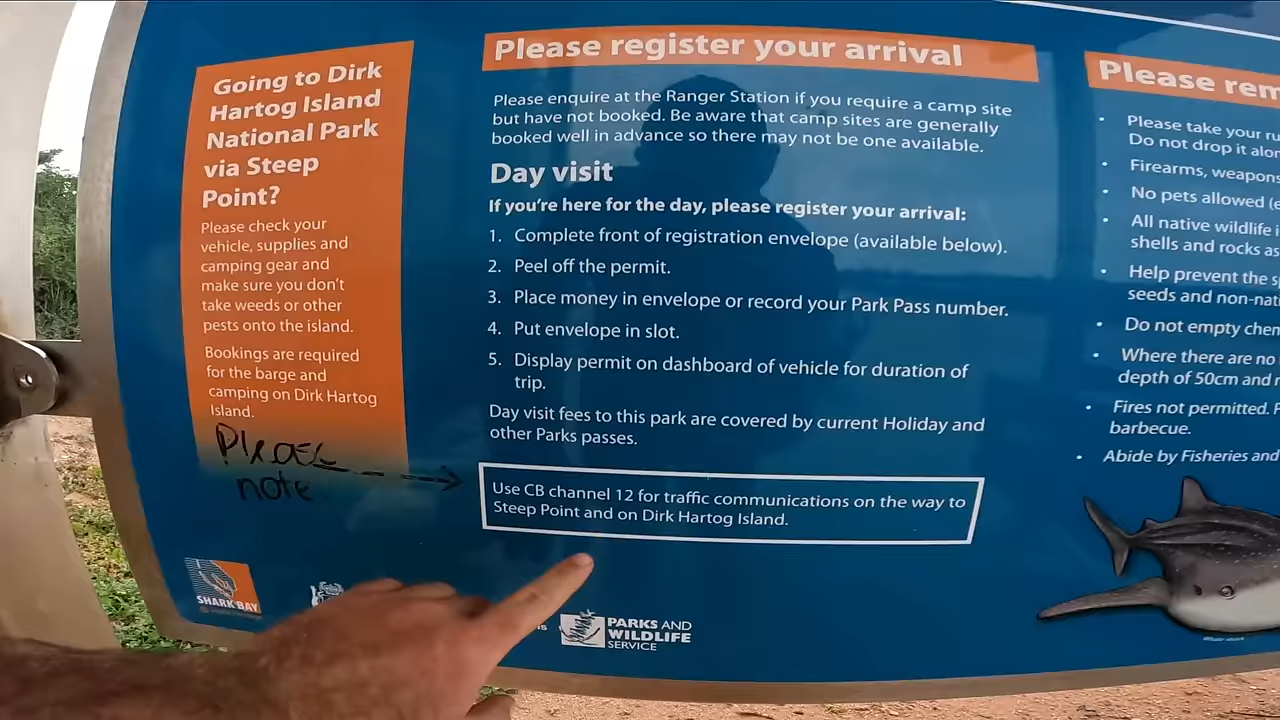 Going to Dirk
Hartog Island
National Park
via Steep
Point?
Please check your
vehicle, supplies and
camping gear and
make sure you don't
take weeds or other
pests onto the island.
Bookings are required
for the barge and
camping on Dirk Hartog
Island.
Please
note
Please register your arrival
Please enquire at the Ranger Station if you require a camp site
but have not booked. Be aware that camp sites are generally
booked well in advance so there may not be one available.
Day visit
If you're here for the day, please register your arrival:
1. Complete front of registration envelope (available below).
2. Peel off the permit.
3. Place money in envelope or record your Park Pass number.
4. Put envelope in slot.
5. Display permit on dashboard of vehicle for duration of
trip.
Day visit fees to this park are covered by current Holiday and
other Parks passes.
Use CB channel 12 for traffic communications on the way to
Steep Point and on Dirk Hartog Island.
Please rem
• Please take your ru
Do not drop it alon
• Firearms, weapons
• No pets allowed (e
• All native wildlife i
shells and rocks as
• Help prevent the s
seeds and non-nat
• Do not empty chem
• Where there are no
depth of 50cm and
• Fires not permitted.
barbecue.
• Abide by Fisheries and
SHARK BAY
PARKS AND
WILDLIFE
SERVICE